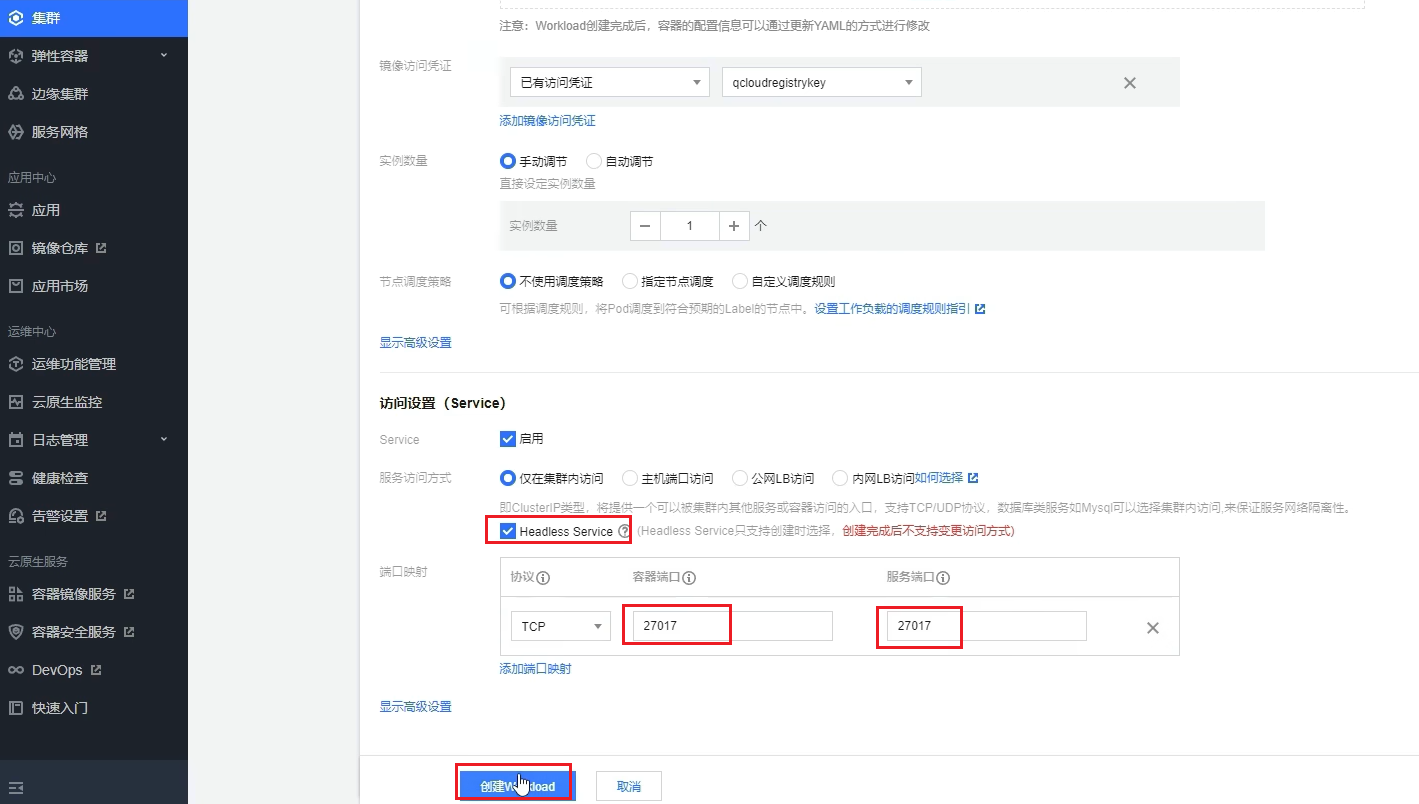 集群
弹性容器
边缘集群
服务网格
应用中心
应用
镜像仓库
应用市场
运维中心
运维功能管理
云原生监控
日志管理
健康检查
告警设置
云原生服务
容器镜像服务
容器安全服务
DevOps
快速入门
注意：Workload创建完成后，容器的配置信息可以通过更新YAML的方式进行修改
镜像访问凭证
已有访问凭证 qcloudregistrykey
添加镜像访问凭证
实例数量 手动调节 自动调节
直接设定实例数量
实例数量 1 个
节点调度策略 不使用调度策略 指定节点调度 自定义调度规则
可根据调度规则，将Pod调度到符合预期的Label的节点中。设置工作负载的调度规则指引
显示高级设置
访问设置（Service）
Service 启用
服务访问方式 仅在集群内访问 主机端口访问 公网LB访问 内网LB访问如何选择
即ClusterIP类型，将提供一个可以被集群内其他服务或容器访问的入口，支持TCP/UDP协议，数据库类服务如Mysql可以选择集群内访问,来保证服务网络隔离性。
Headless Service (Headless Service只支持创建时选择，创建完成后不支持变更访问方式)
端口映射 协议 容器端口 服务端口
TCP 27017 27017
添加端口映射
显示高级设置
创建Workload 取消